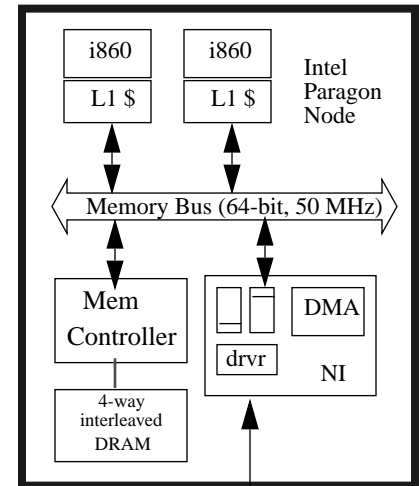 i860
i860
L1 $
L1 $
Intel
Paragon
Node
Memory Bus (64-bit, 50 MHz)
Mem
Controller
DMA
drvr
NI
4-way
interleaved
DRAM